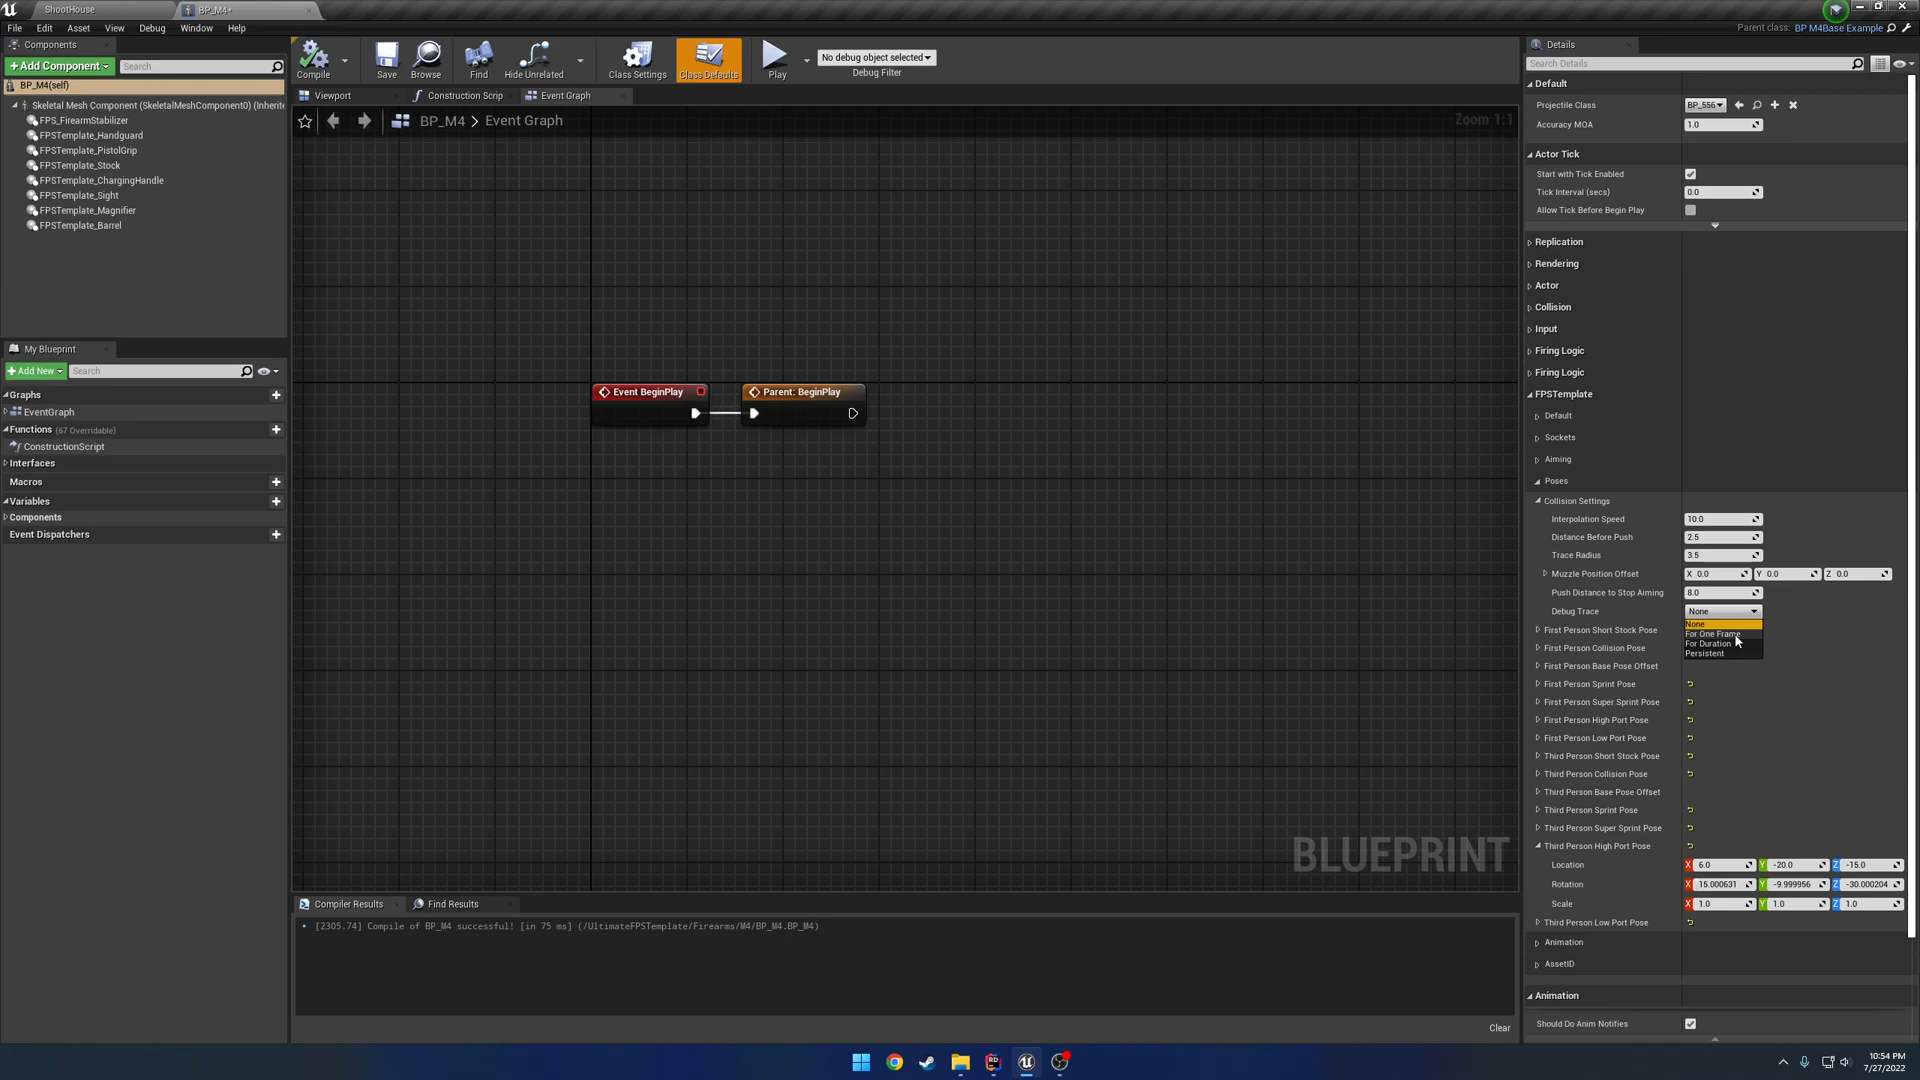 ShootHouse
BP_M4•
File Edit Asset View Debug Window Help
Parent class: BP M4Base Example
Components
+Add Component
Search
BP_M4(self)
Skeletal Mesh Component (SkeletalMeshComponent0) (Inherite
FPS_FirearmStabilizer
FPSTemplate_Handguard
FPSTemplate_PistolGrip
FPSTemplate_Stock
FPSTemplate_ChargingHandle
FPSTemplate_Sight
FPSTemplate_Magnifier
FPSTemplate_Barrel
My Blueprint
+Add New
Search
Graphs
EventGraph
Functions (67 Overridable)
ConstructionScript
Interfaces
Macros
Variables
Components
Event Dispatchers
Compile
Save
Browse
Find
Hide Unrelated
Class Settings
Class Defaults
Play
No debug object selected
Debug Filter
Viewport
Construction Scrip
Event Graph
BP_M4 > Event Graph
Zoom 1:1
Event BeginPlay
Parent: BeginPlay
BLUEPRINT
Compiler Results
Find Results
[2305.74] Compile of BP_M4 successful! [in 75 ms] (/UltimateFPSTemplate/Firearms/M4/BP_M4.BP_M4)
Clear
Details
Search Details
Default
Projectile Class BP_556
Accuracy MOA 1.0
Actor Tick
Start with Tick Enabled
Tick Interval (secs) 0.0
Allow Tick Before Begin Play
Replication
Rendering
Actor
Collision
Input
Firing Logic
Firing Logic
FPSTemplate
Default
Sockets
Aiming
Poses
Collision Settings
Interpolation Speed 10.0
Distance Before Push 2.5
Trace Radius 3.5
Muzzle Position Offset X 0.0 Y 0.0 Z 0.0
Push Distance to Stop Aiming 8.0
Debug Trace None
None
For One Frame
For Duration
Persistent
First Person Short Stock Pose
First Person Collision Pose
First Person Base Pose Offset
First Person Sprint Pose
First Person Super Sprint Pose
First Person High Port Pose
First Person Low Port Pose
Third Person Short Stock Pose
Third Person Collision Pose
Third Person Base Pose Offset
Third Person Sprint Pose
Third Person Super Sprint Pose
Third Person High Port Pose
Location X 6.0 Y -20.0 Z -15.0
Rotation X 15.000631 Y -9.999956 Z -30.000204
Scale X 1.0 Y 1.0 Z 1.0
Third Person Low Port Pose
Animation
AssetID
Animation
Should Do Anim Notifies
RD
10:54 PM
7/27/2022